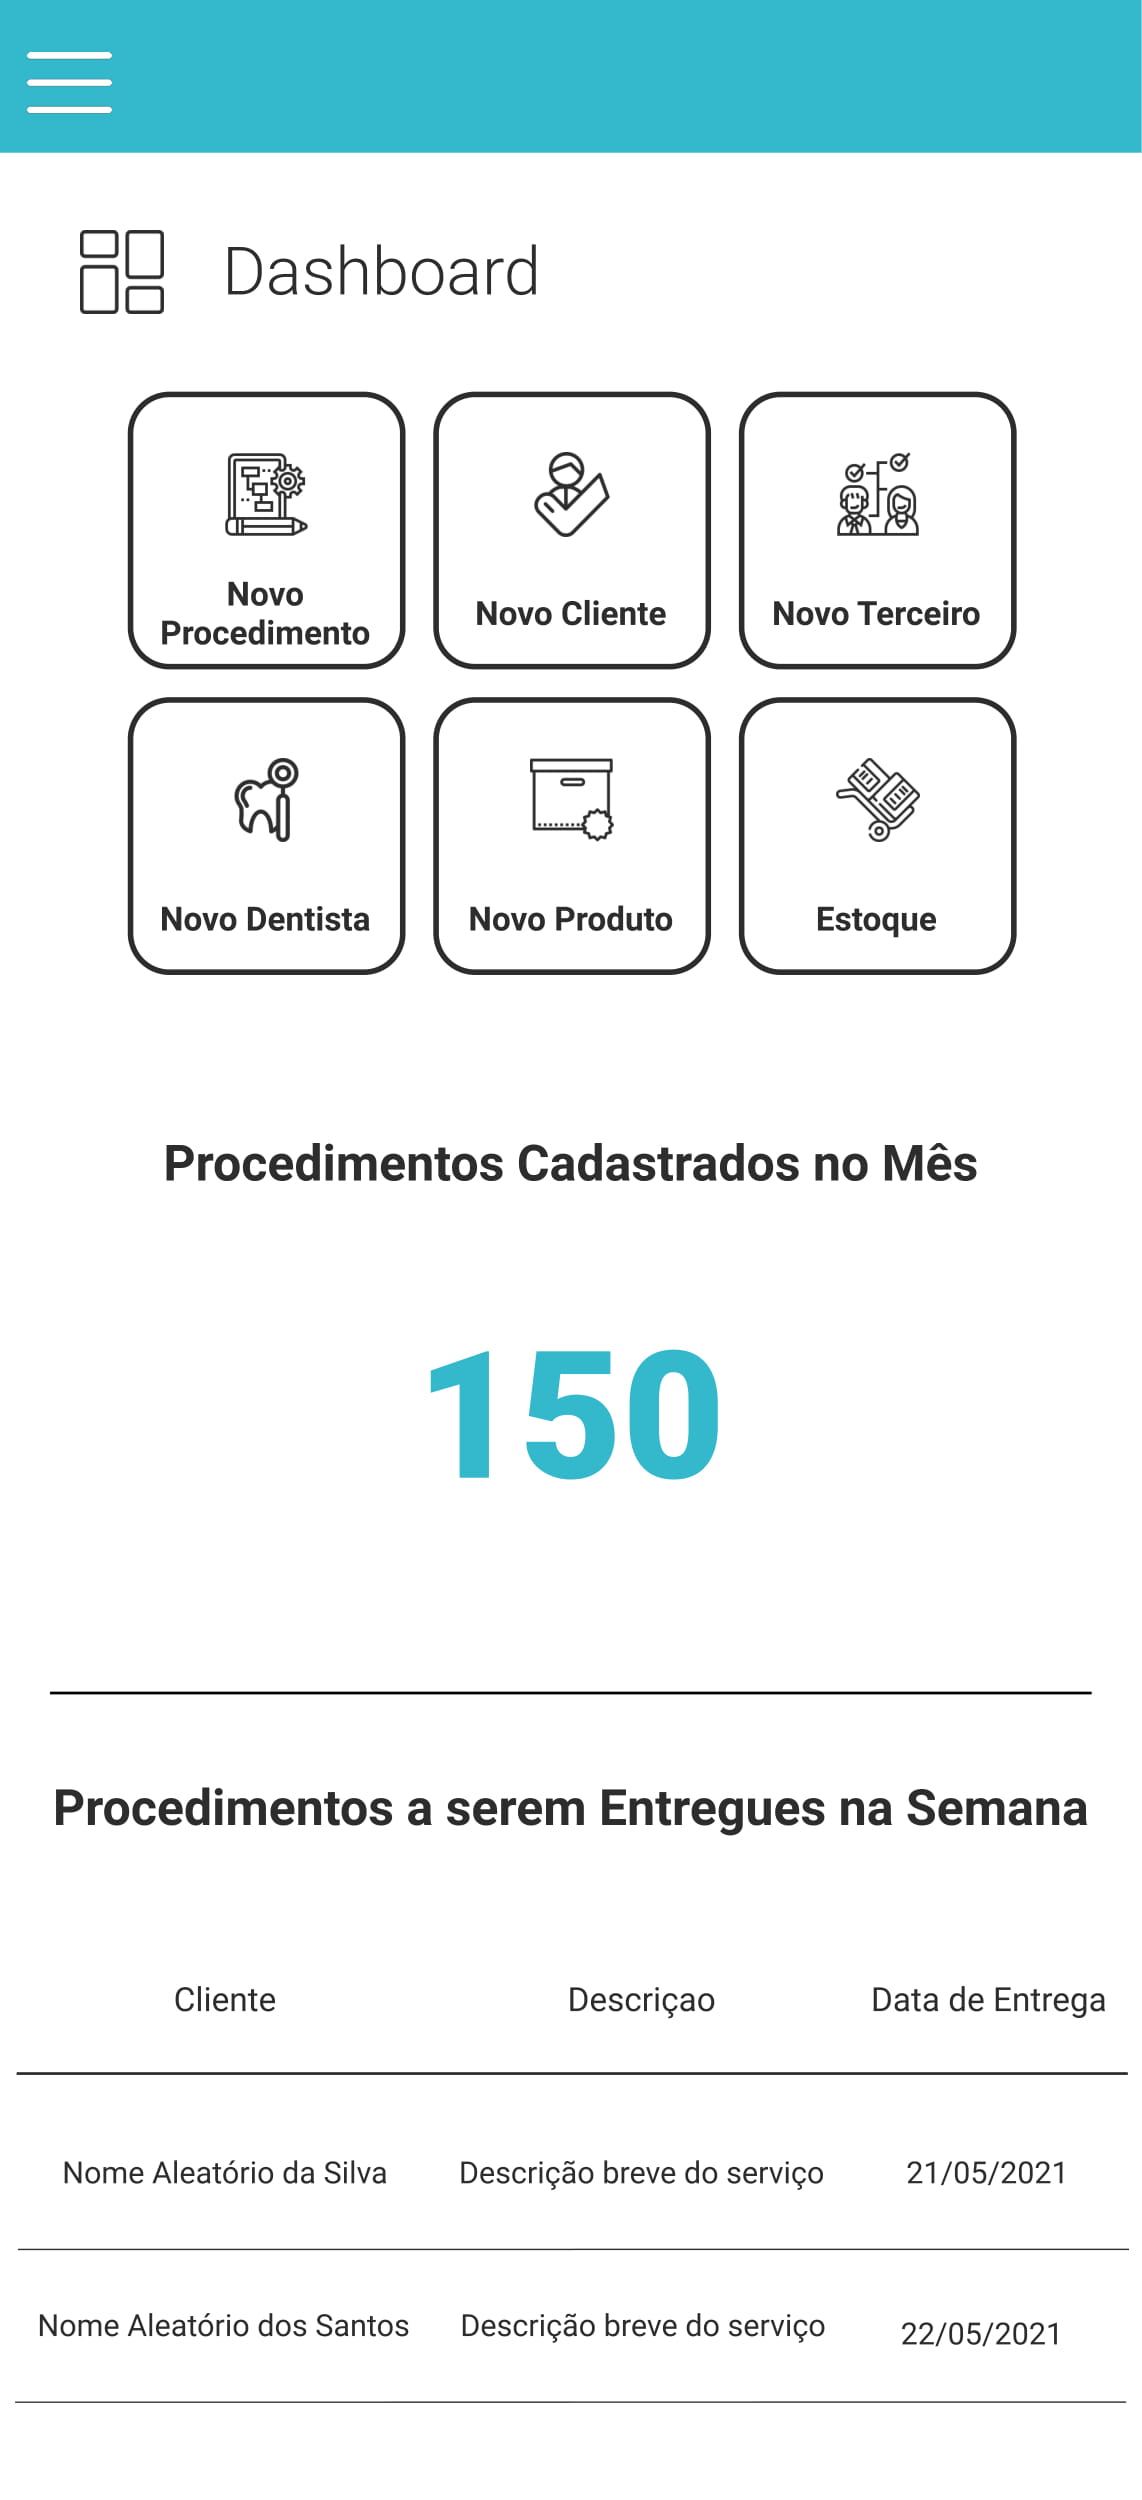 Dashboard
Novo
Procedimento
Novo Cliente
Novo Terceiro
Novo Dentista
Novo Produto
Estoque
Procedimentos Cadastrados no Mês
150
Procedimentos a serem Entregues na Semana
Cliente Descriçao Data de Entrega
Nome Aleatório da Silva Descrição breve do serviço 21/05/2021
Nome Aleatório dos Santos Descrição breve do serviço 22/05/2021